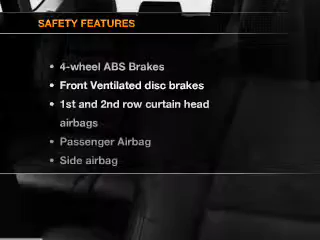 SAFETY FEATURES
• 4-wheel ABS Brakes
• Front Ventilated disc brakes
• 1st and 2nd row curtain head
airbags
• Passenger Airbag
• Side airbag